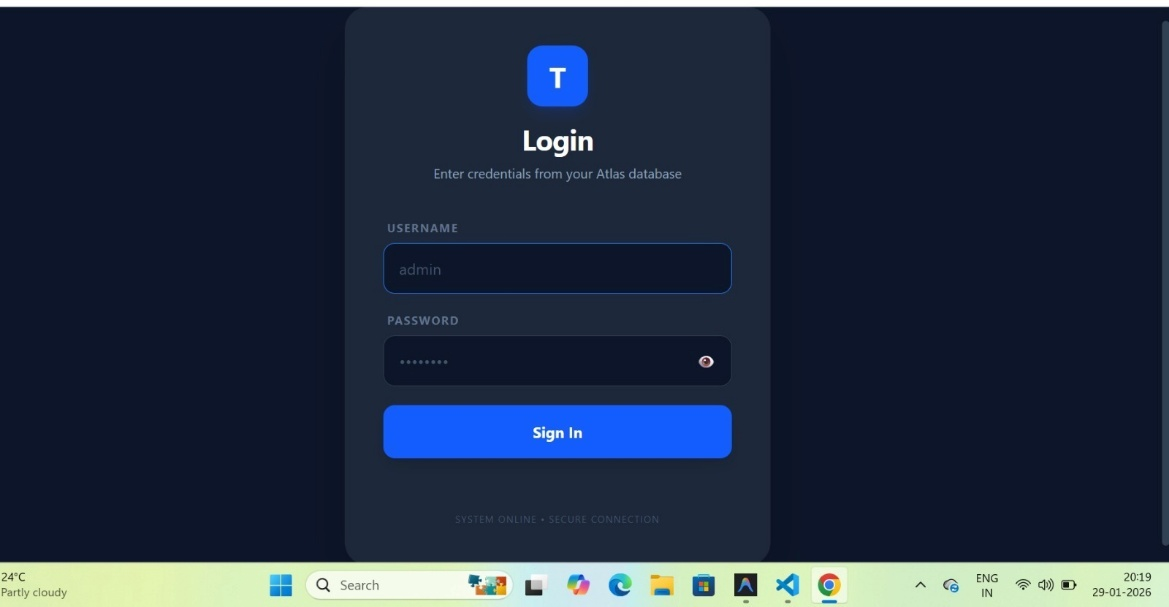 T
Login
Enter credentials from your Atlas database
USERNAME
admin
PASSWORD
••••••••
Sign In
SYSTEM ONLINE • SECURE CONNECTION
24°C
Partly cloudy
Search
ENG
IN
20:19
29-01-2026